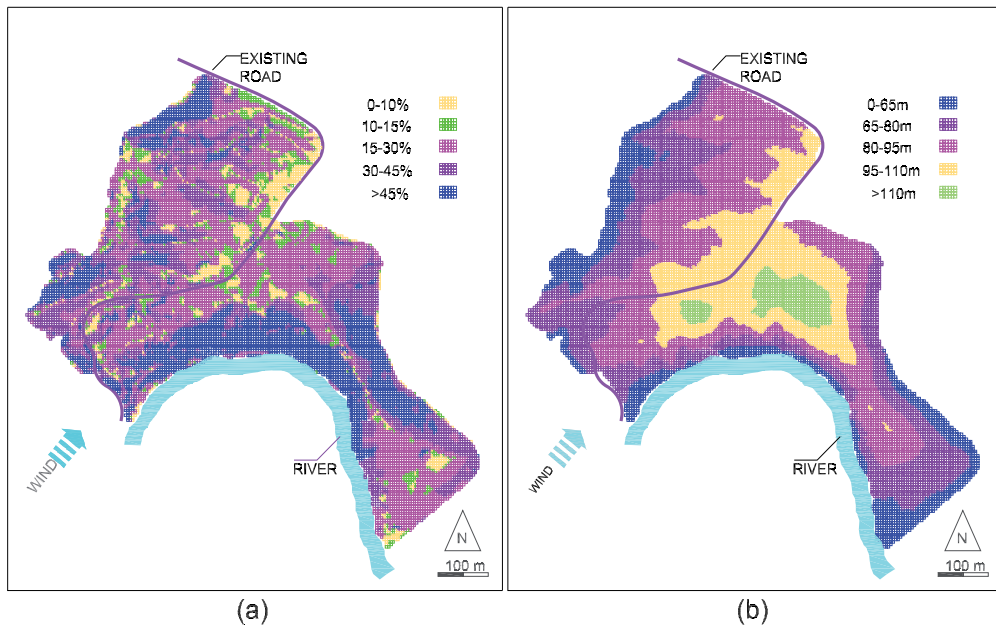 EXISTING
ROAD
0-10%
10-15%
15-30%
30-45%
>45%
WIND
RIVER
N
100 m
(a)
EXISTING
ROAD
0-65m
65-80m
80-95m
95-110m
>110m
WIND
RIVER
N
100 m
(b)